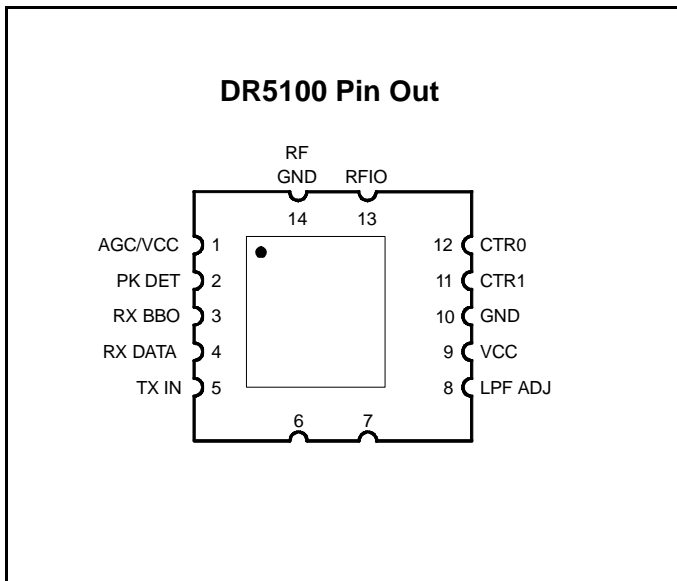 DR5100 Pin Out
RF
GND RFIO
14 13
AGC/VCC 1 12 CTR0
PK DET 2 11 CTR1
RX BBO 3 10 GND
RX DATA 4 9 VCC
TX IN 5 8 LPF ADJ
6 7